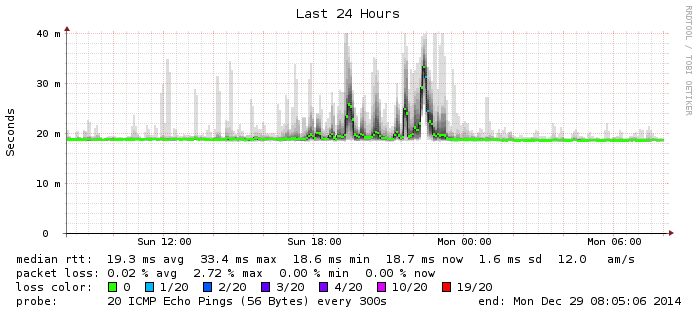 Last 24 Hours
RRDTOOL / TOBI OETIKER
Seconds
40 m
30 m
20 m
10 m
0
Sun 12:00 Sun 18:00 Mon 00:00 Mon 06:00
median rtt: 19.3 ms avg 33.4 ms max 18.6 ms min 18.7 ms now 1.6 ms sd 12.0 am/s
packet loss: 0.02 % avg 2.72 % max 0.00 % min 0.00 % now
loss color: 0 1/20 2/20 3/20 4/20 10/20 19/20
probe: 20 ICMP Echo Pings (56 Bytes) every 300s end: Mon Dec 29 08:05:06 2014